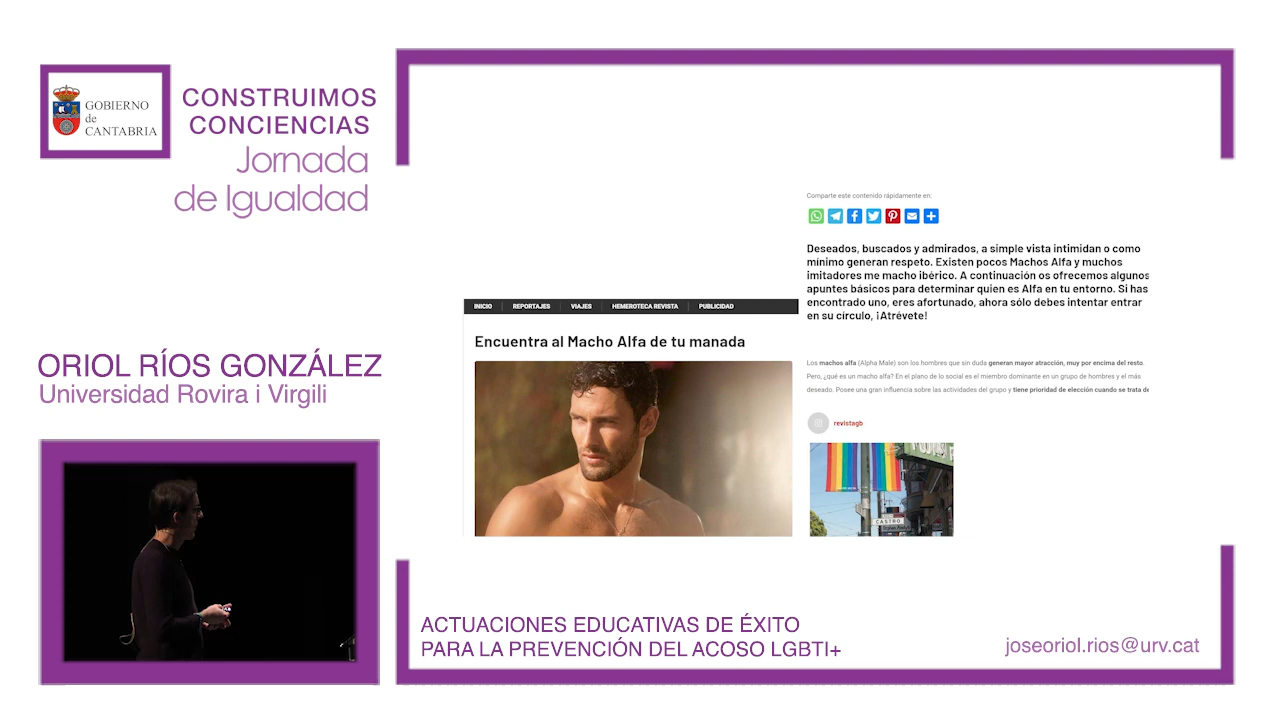 GOBIERNO
de
CANTABRIA
CONSTRUIMOS
CONCIENCIAS
Jornada
de Igualdad
ORIOL RÍOS GONZÁLEZ
Universidad Rovira i Virgili
INICIO
REPORTAJES
VIAJES
HEMEROTECA REVISTA
PUBLICIDAD
Encuentra al Macho Alfa de tu manada
Comparte este contenido rápidamente en:
Deseados, buscados y admirados, a simple vista intimidan o como
mínimo generan respeto. Existen pocos Machos Alfa y muchos
imitadores me macho ibérico. A continuación os ofrecemos algunos
apuntes básicos para determinar quien es Alfa en tu entorno. Si has
encontrado uno, eres afortunado, ahora sólo debes intentar entrar
en su círculo, ¡Atrévete!
Los machos alfa (Alpha Male) son los hombres que sin duda generan mayor atracción, muy por encima del resto.
Pero, ¿qué es un macho alfa? En el plano de lo social es el miembro dominante en un grupo de hombres y el más
deseado. Posee una gran influencia sobre las actividades del grupo y tiene prioridad de elección cuando se trata de
revistagb
CASTRO
ACTUACIONES EDUCATIVAS DE ÉXITO
PARA LA PREVENCIÓN DEL ACOSO LGBTI+
joseoriol.rios@urv.cat